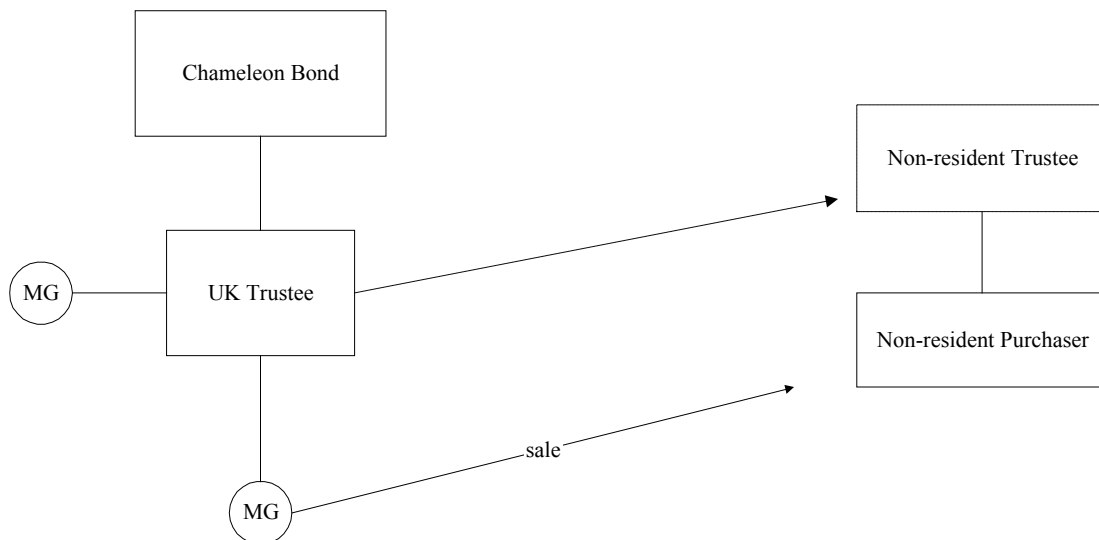 Chameleon Bond
Non-resident Trustee
MG
UK Trustee
Non-resident Purchaser
sale
MG